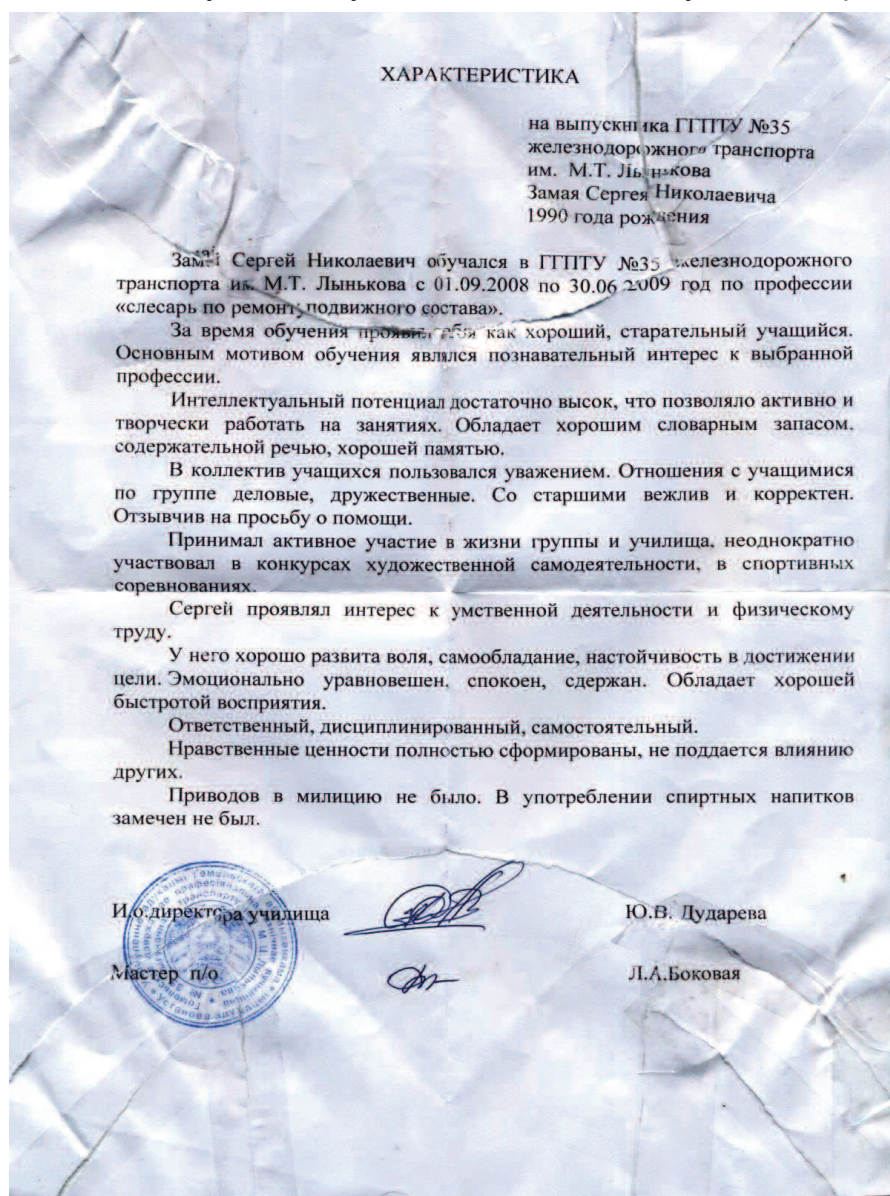 ХАРАКТЕРИСТИКА
на выпускника ГГПТУ №35
железнодорожного транспорта
им. М.Т. Лынькова
Замая Сергея Николаевича
1990 года рождения
Замай Сергей Николаевич обучался в ГГПТУ №35 железнодорожного
транспорта им. М.Т. Лынькова с 01.09.2008 по 30.06 2009 год по профессии
«слесарь по ремонту подвижного состава».
За время обучения проявил себя как хороший, старательный учащийся.
Основным мотивом обучения являлся познавательный интерес к выбранной
профессии.
Интеллектуальный потенциал достаточно высок, что позволяло активно и
творчески работать на занятиях. Обладает хорошим словарным запасом.
содержательной речью, хорошей памятью.
В коллектив учащихся пользовался уважением. Отношения с учащимися
по группе деловые, дружественные. Со старшими вежлив и корректен.
Отзывчив на просьбу о помощи.
Принимал активное участие в жизни группы и училища, неоднократно
участвовал в конкурсах художественной самодеятельности, в спортивных
соревнованиях.
Сергей проявлял интерес к умственной деятельности и физическому
труду.
У него хорошо развита воля, самообладание, настойчивость в достижении
цели. Эмоционально уравновешен, спокоен, сдержан. Обладает хорошей
быстротой восприятия.
Ответственный, дисциплинированный, самостоятельный.
Нравственные ценности полностью сформированы, не поддается влиянию
других.
Приводов в милицию не было. В употреблении спиртных напитков
замечен не был.
И.о.директора училища Ю.В. Дударева
Мастер п/о Л.А.Боковая